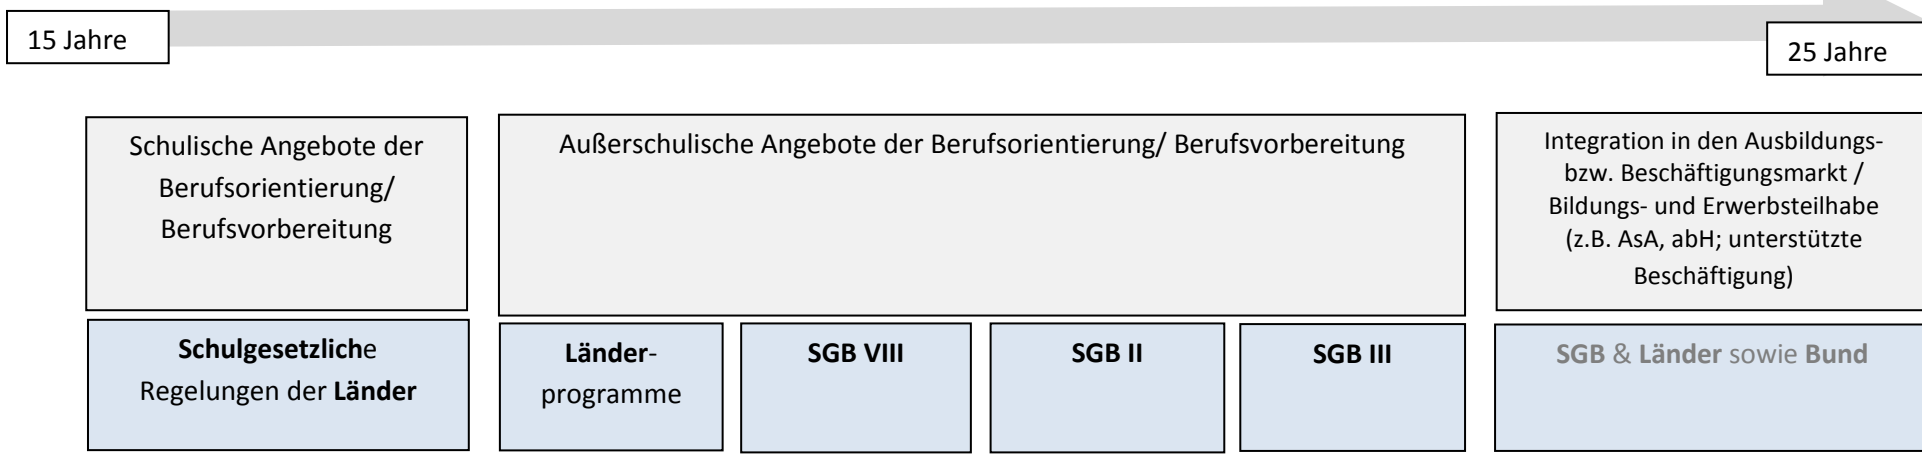 15 Jahre
25 Jahre
Schulische Angebote der
Berufsorientierung/
Berufsvorbereitung
Außerschulische Angebote der Berufsorientierung/ Berufsvorbereitung
Integration in den Ausbildungs-
bzw. Beschäftigungsmarkt /
Bildungs- und Erwerbsteilhabe
(z.B. AsA, abH; unterstützte
Beschäftigung)
Schulgesetzliche
Regelungen der Länder
Länder-
programme
SGB VIII
SGB II
SGB III
SGB & Länder sowie Bund